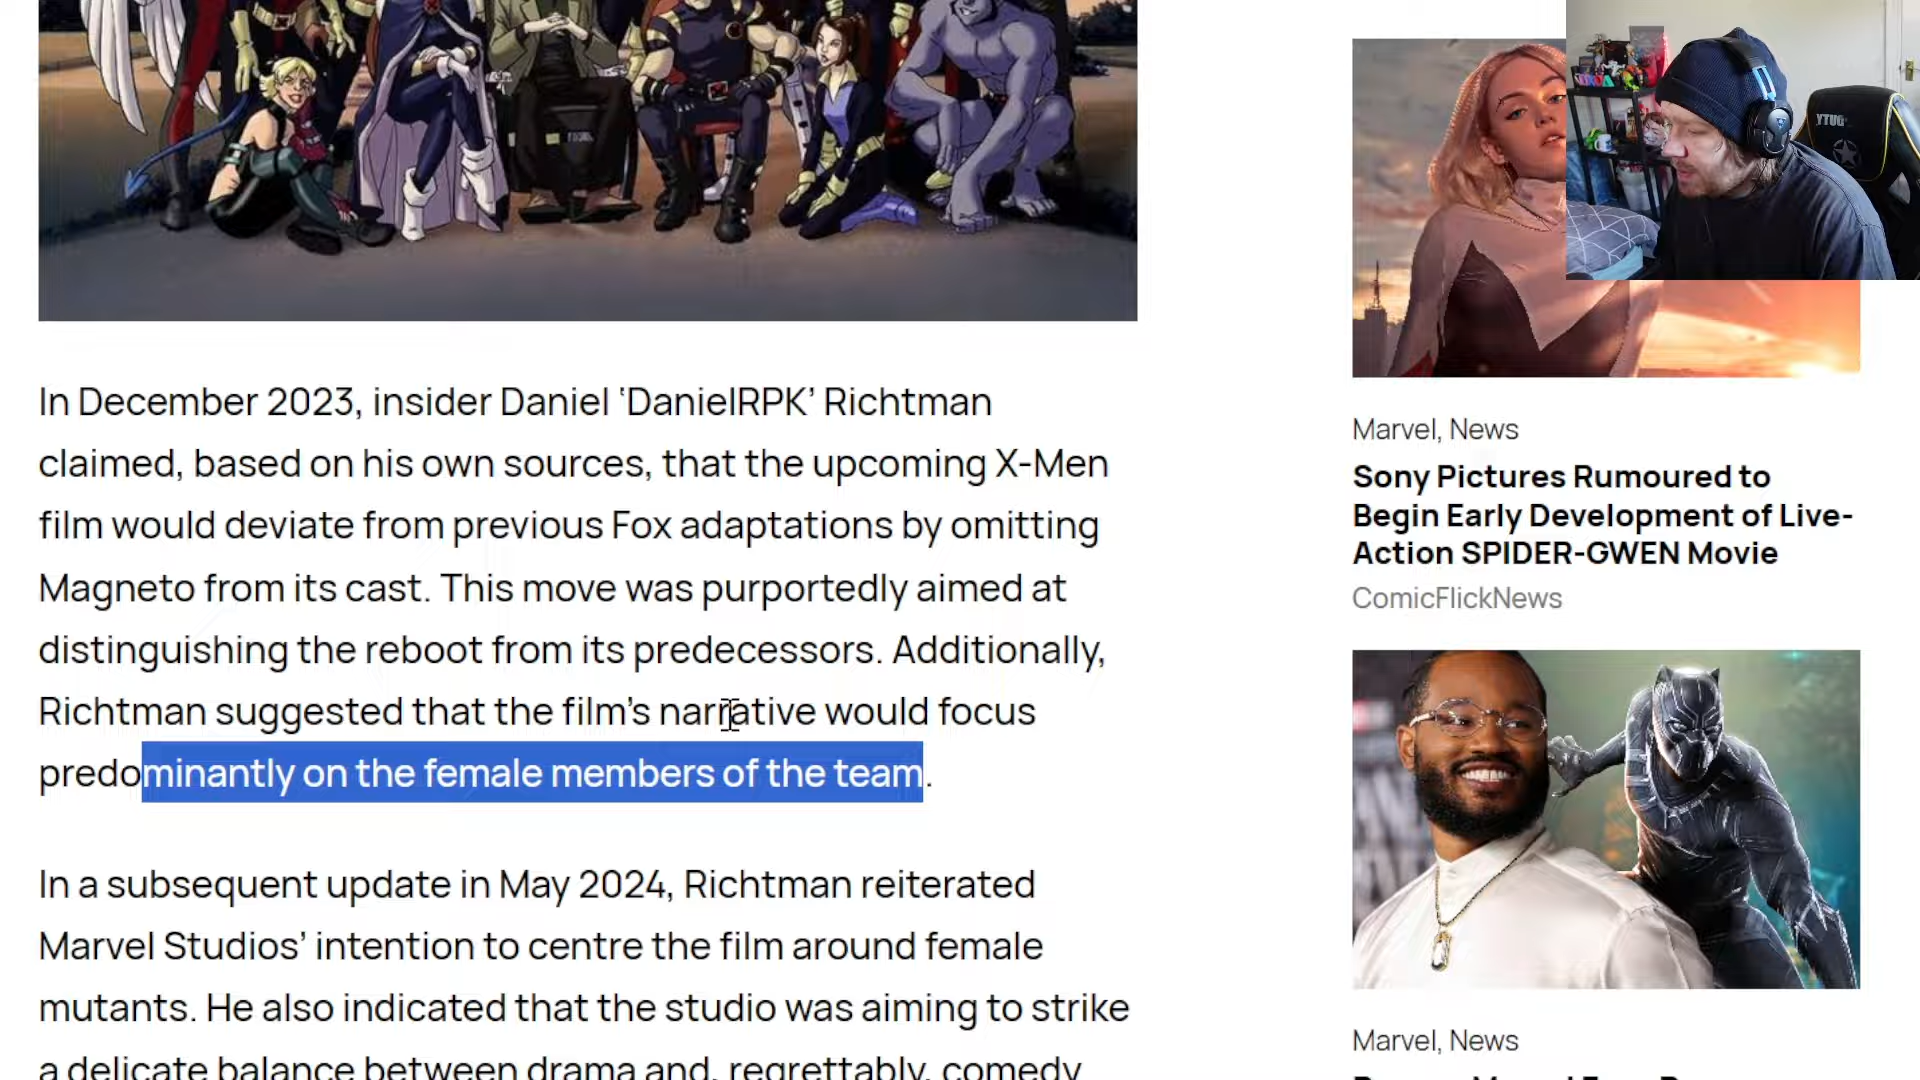 In December 2023, insider Daniel ‘DanielRPK’ Richtman
claimed, based on his own sources, that the upcoming X-Men
film would deviate from previous Fox adaptations by omitting
Magneto from its cast. This move was purportedly aimed at
distinguishing the reboot from its predecessors. Additionally,
Richtman suggested that the film’s narrative would focus
predominantly on the female members of the team.
In a subsequent update in May 2024, Richtman reiterated
Marvel Studios’ intention to centre the film around female
mutants. He also indicated that the studio was aiming to strike
a delicate balance between drama and, regrettably, comedy
YTUG
Marvel, News
Sony Pictures Rumoured to
Begin Early Development of Live-
Action SPIDER-GWEN Movie
ComicFlickNews
Marvel, News